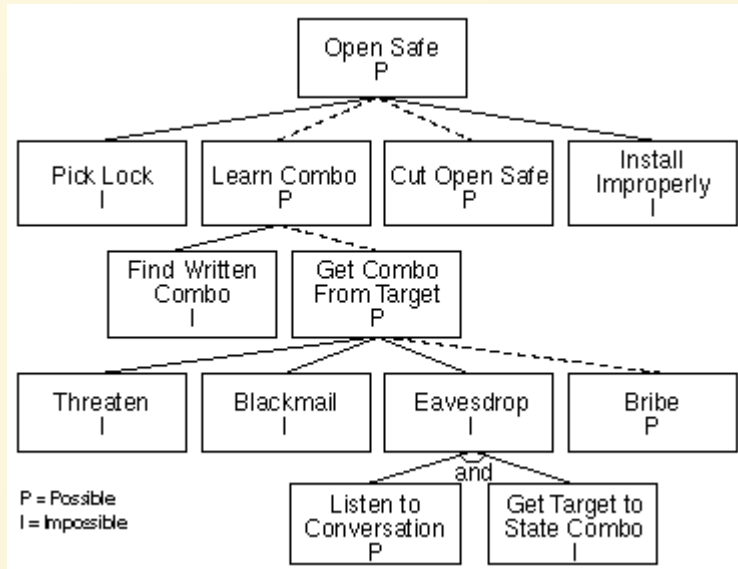 Open Safe
P
Pick Lock
I
Learn Combo
P
Cut Open Safe
P
Install
Improperly
I
Find Written
Combo
I
Get Combo
From Target
P
Threaten
I
Blackmail
I
Eavesdrop
I
Bribe
P
and
Listen to
Conversation
P
Get Target to
State Combo
I
P = Possible
I = Impossible